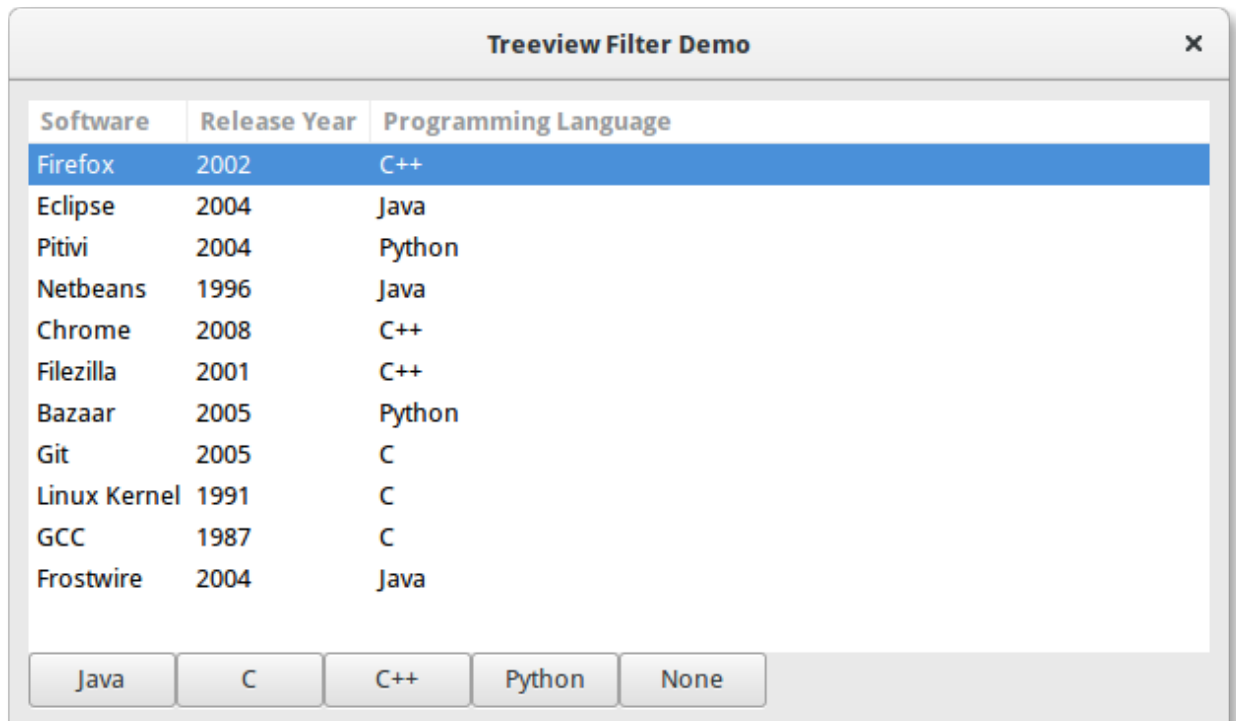 Treeview Filter Demo ×
Software Release Year Programming Language
Firefox 2002 C++
Eclipse 2004 Java
Pitivi 2004 Python
Netbeans 1996 Java
Chrome 2008 C++
Filezilla 2001 C++
Bazaar 2005 Python
Git 2005 C
Linux Kernel 1991 C
GCC 1987 C
Frostwire 2004 Java
Java C C++ Python None